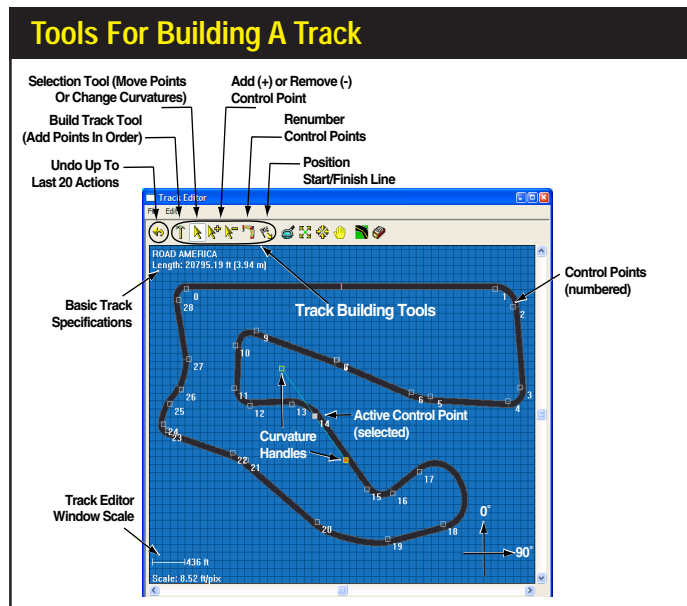 Tools For Building A Track
Selection Tool (Move Points
Or Change Curvatures)
Add (+) or Remove (-)
Control Point
Build Track Tool
(Add Points In Order)
Renumber
Control Points
Undo Up To
Last 20 Actions
Position
Start/Finish Line
Track Editor
File Edit
ROAD AMERICA
Length: 20795.19 ft (3.94 m)
Control Points
(numbered)
Basic Track
Specifications
Track Building Tools
0
1
28
2
9
10
8
27
26
11
6
5
3
4
25
12
13
14
Active Control Point
(selected)
24
23
Curvature
Handles
22
21
17
15
16
Track Editor
Window Scale
20
19
18
0°
90°
436 ft
Scale: 8.52 ft/pix